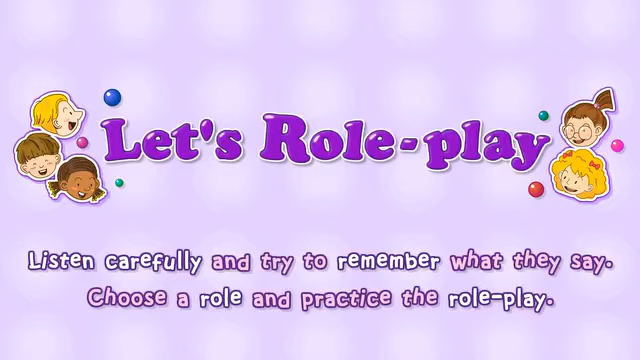 Let's Role-play
Listen carefully and try to remember what they say.
Choose a role and practice the role-play.